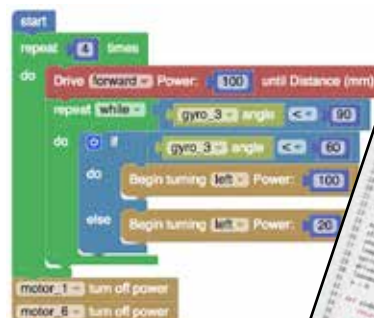 start
repeat 4 times
do Drive forward Power: 100 until Distance (mm)
repeat while gyro_3 angle < 90
do if gyro_3 angle < 60
do Begin turning left Power: 100
else Begin turning left Power: 20
motor_1 turn off power
motor_6 turn off power